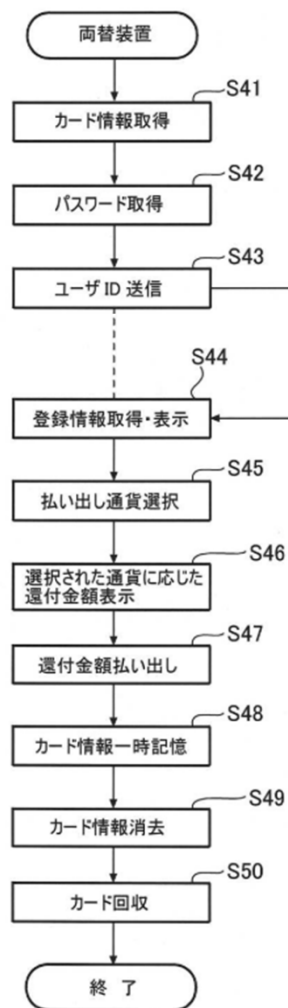 両替装置
S41
カード情報取得
S42
パスワード取得
S43
ユーザID送信
S44
登録情報取得・表示
S45
払い出し通貨選択
S46
選択された通貨に応じた
還付金額表示
S47
還付金額払い出し
S48
カード情報一時記憶
S49
カード情報消去
S50
カード回収
終 了